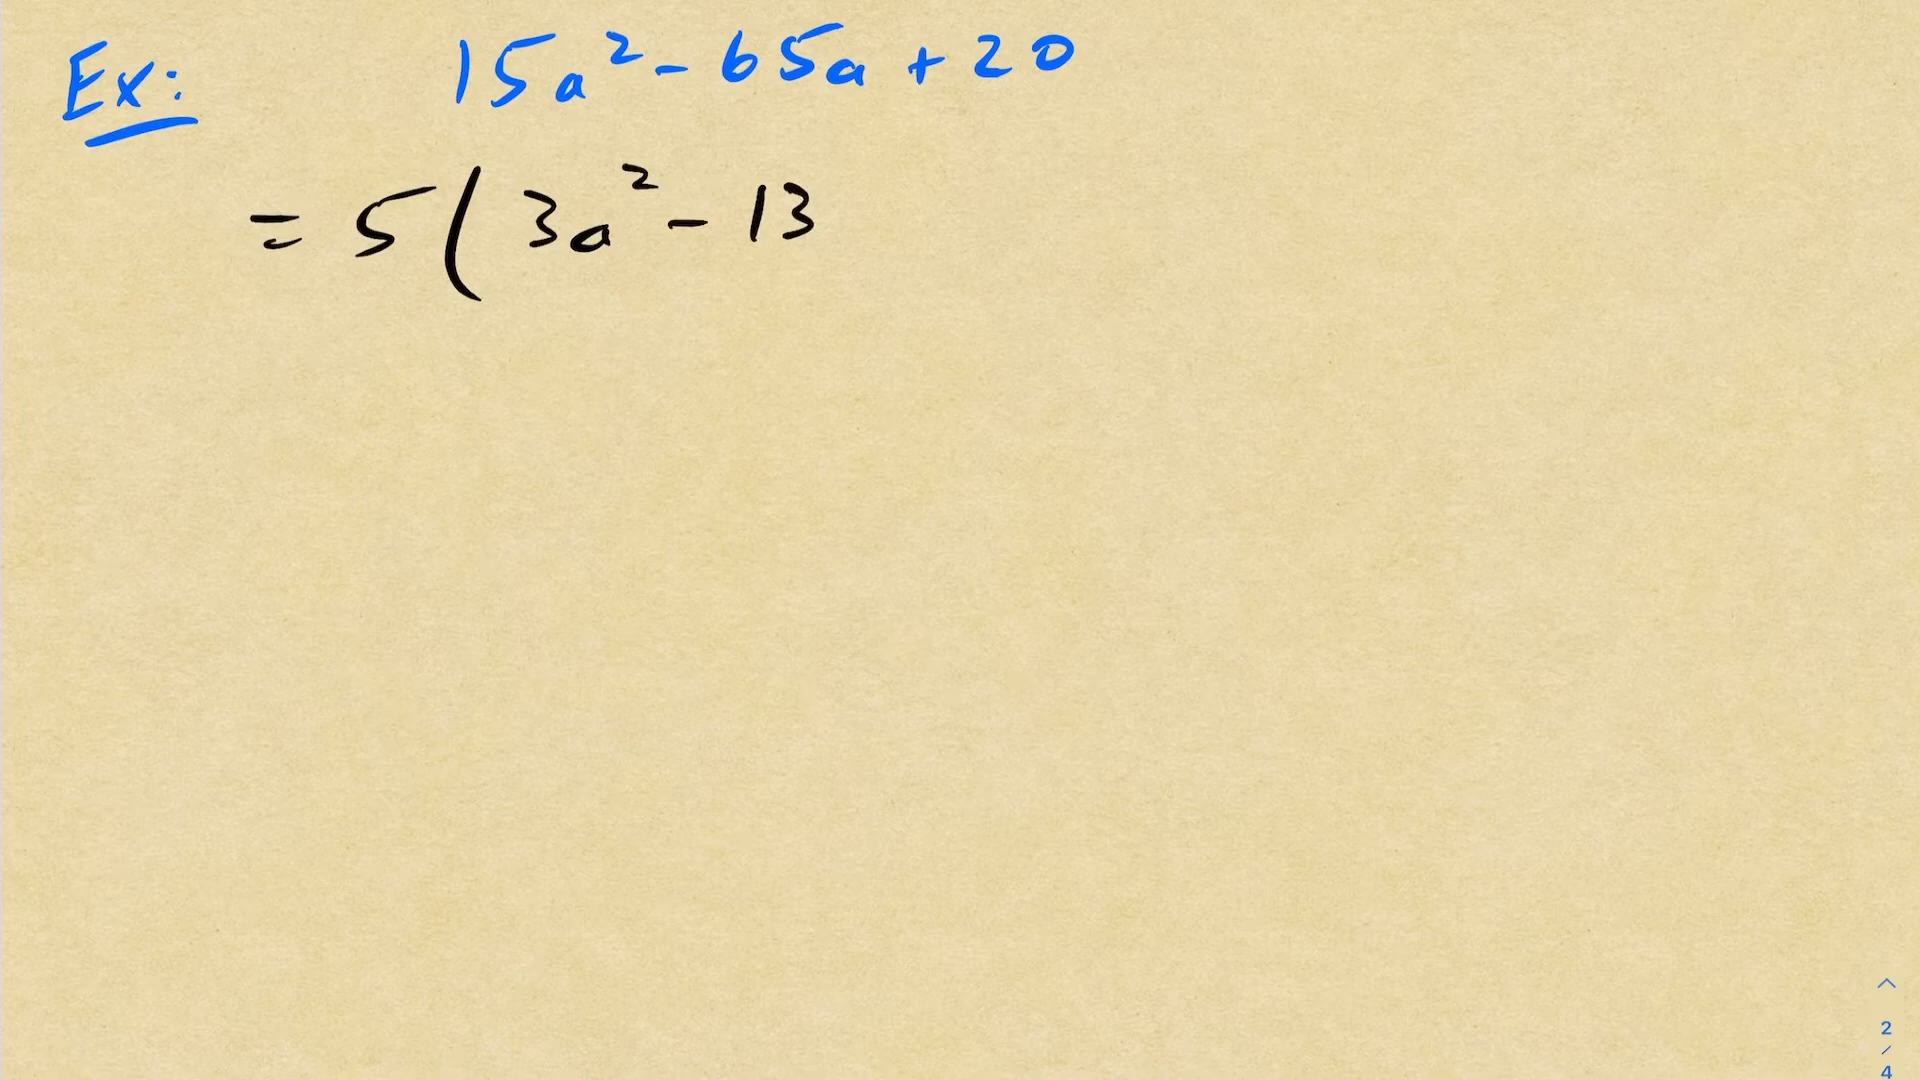 Ex: 15a² - 65a + 20
= 5( 3a² - 13
^
2
/
4